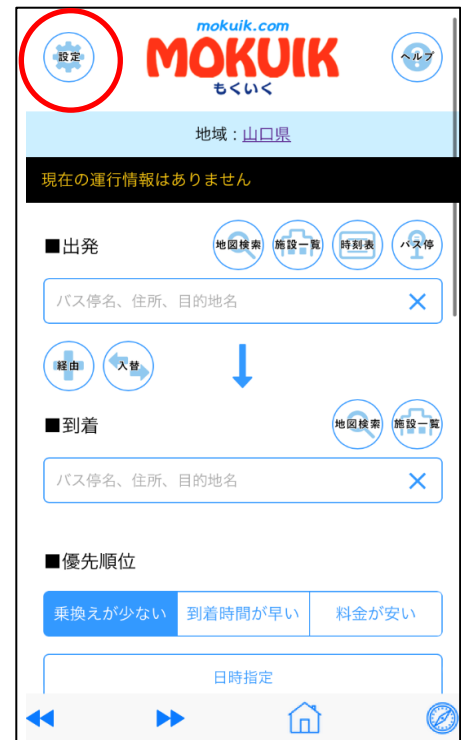 設定
mokuik.com
MOKUIK
もくいく
ヘルプ
地域：山口県
現在の運行情報はありません
■出発
地図検索
施設一覧
時刻表
バス停
バス停名、住所、目的地名
経由
入替
■到着
地図検索
施設一覧
バス停名、住所、目的地名
■優先順位
乗換えが少ない
到着時間が早い
料金が安い
日時指定